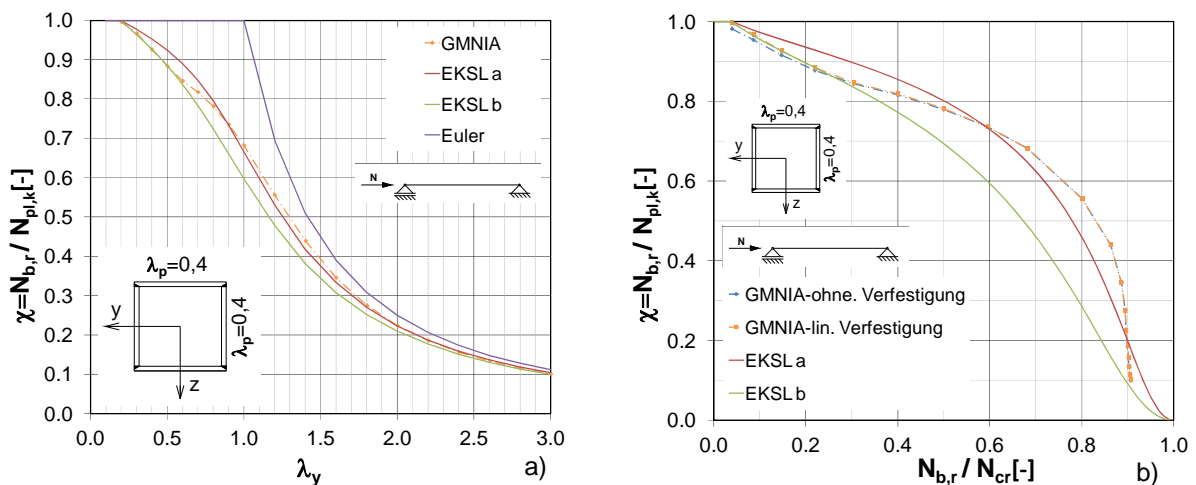 χ=N_b,r / N_pl,k[-]
1.0
0.9
0.8
0.7
0.6
0.5
0.4
0.3
0.2
0.1
0.0
GMNIA
EKSL a
EKSL b
Euler
N
λ_p=0,4
λ_p=0,4
y
z
0.0 0.5 1.0 1.5 2.0 2.5 3.0
λ_y
a)
χ=N_b,r / N_pl,k[-]
1.0
0.8
0.6
0.4
0.2
0.0
λ_p=0,4
λ_p=0,4
y
z
N
GMNIA-ohne. Verfestigung
GMNIA-lin. Verfestigung
EKSL a
EKSL b
0.0 0.2 0.4 0.6 0.8 1.0
N_b,r / N_cr[-]
b)